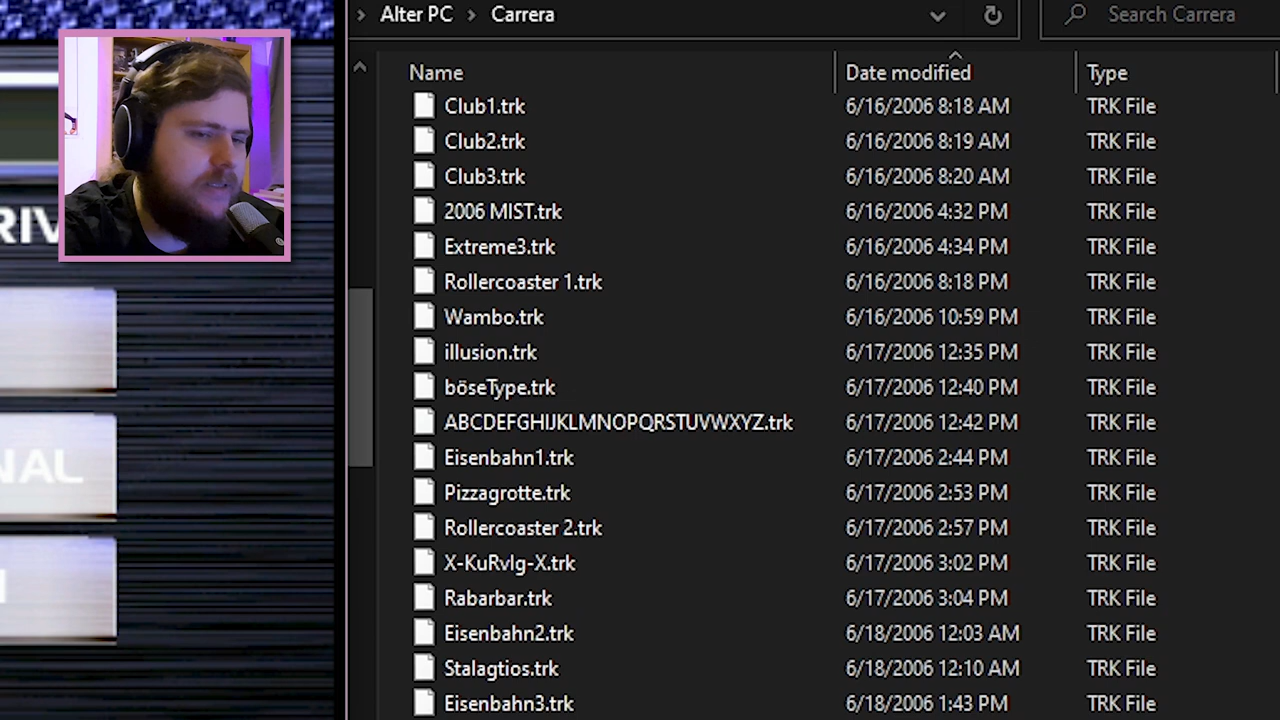 Alter PC > Carrera
Search Carrera
Name Date modified Type
Club1.trk 6/16/2006 8:18 AM TRK File
Club2.trk 6/16/2006 8:19 AM TRK File
Club3.trk 6/16/2006 8:20 AM TRK File
2006 MIST.trk 6/16/2006 4:32 PM TRK File
Extreme3.trk 6/16/2006 4:34 PM TRK File
Rollercoaster 1.trk 6/16/2006 8:18 PM TRK File
Wambo.trk 6/16/2006 10:59 PM TRK File
illusion.trk 6/17/2006 12:35 PM TRK File
böseType.trk 6/17/2006 12:40 PM TRK File
ABCDEFGHIJKLMNOPQRSTUVWXYZ.trk 6/17/2006 12:42 PM TRK File
Eisenbahn1.trk 6/17/2006 2:44 PM TRK File
Pizzagrotte.trk 6/17/2006 2:53 PM TRK File
Rollercoaster 2.trk 6/17/2006 2:57 PM TRK File
X-KuRvIg-X.trk 6/17/2006 3:02 PM TRK File
Rabarbar.trk 6/17/2006 3:04 PM TRK File
Eisenbahn2.trk 6/18/2006 12:03 AM TRK File
Stalagtios.trk 6/18/2006 12:10 AM TRK File
Eisenbahn3.trk 6/18/2006 1:43 PM TRK File
RIV
NAL